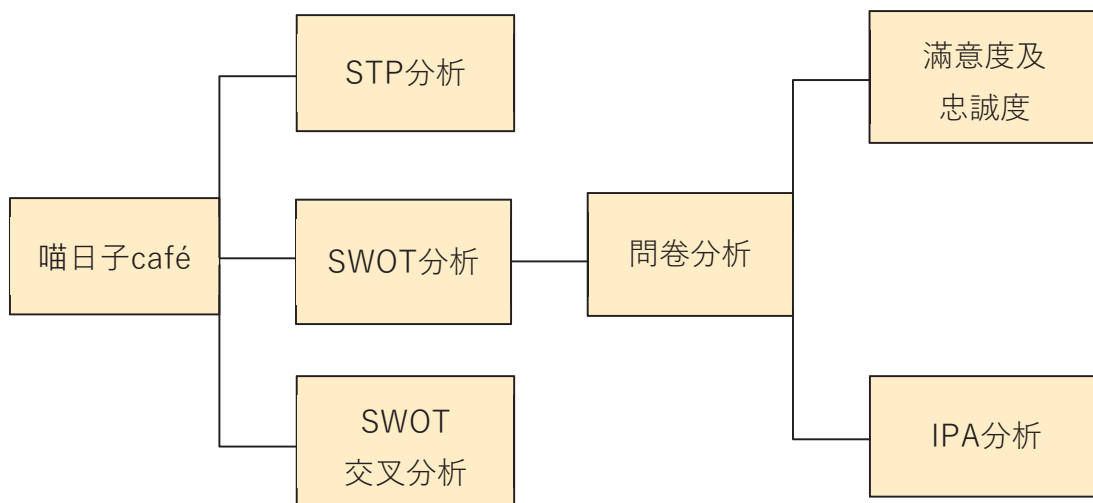 喵日子café
STP分析
SWOT分析
SWOT
交叉分析
問卷分析
滿意度及
忠誠度
IPA分析